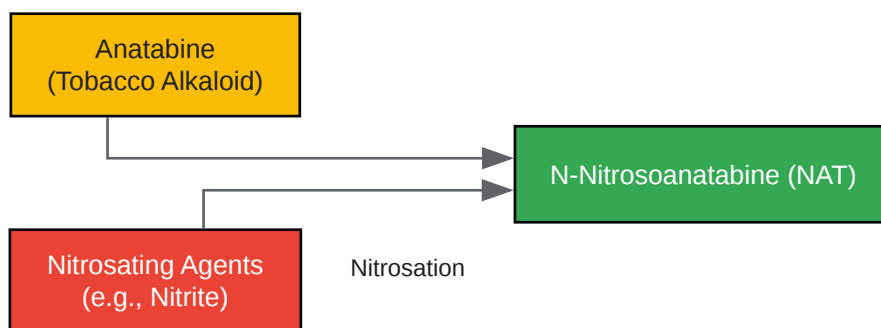 Anatabine
(Tobacco Alkaloid)
N-Nitrosoanatabine (NAT)
Nitrosating Agents
(e.g., Nitrite)
Nitrosation